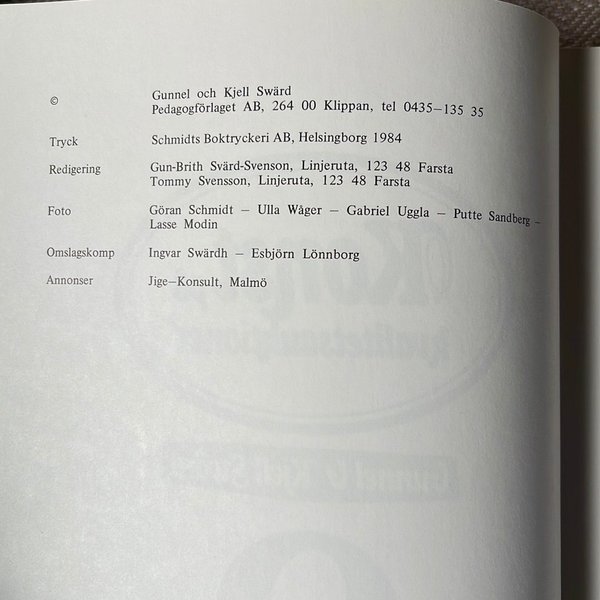 © Gunnel och Kjell Swärd
Pedagogförlaget AB, 264 00 Klippan, tel 0435–135 35
Tryck Schmidts Boktryckeri AB, Helsingborg 1984
Redigering Gun-Brith Svärd-Svenson, Linjeruta, 123 48 Farsta
Tommy Svensson, Linjeruta, 123 48 Farsta
Foto Göran Schmidt – Ulla Wåger – Gabriel Uggla – Putte Sandberg –
Lasse Modin
Omslagskomp Ingvar Swärdh – Esbjörn Lönnborg
Annonser Jige–Konsult, Malmö